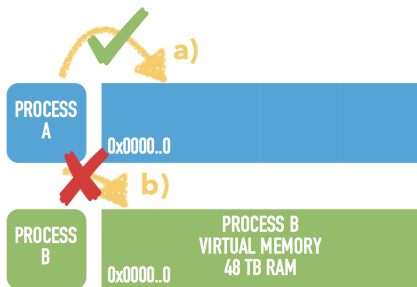 a)
PROCESS
A
0x0000..0
b)
PROCESS
B
0x0000..0
PROCESS B
VIRTUAL MEMORY
48 TB RAM